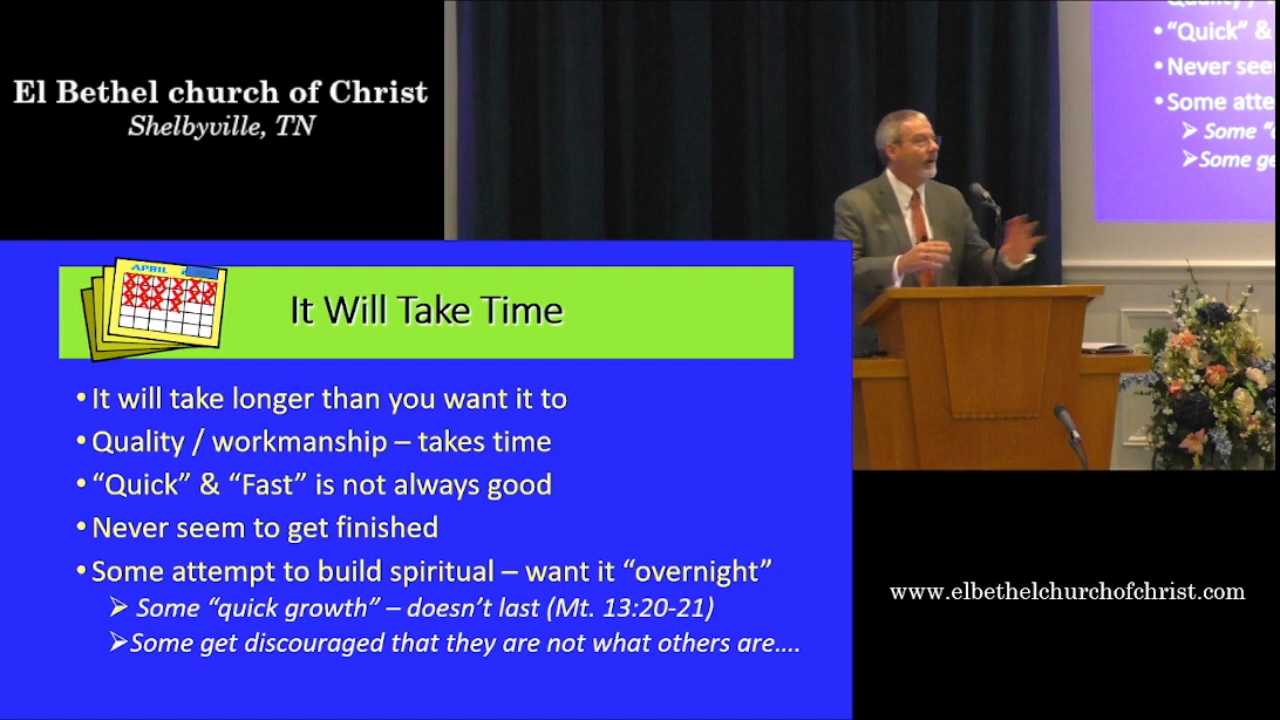 El Bethel church of Christ
Shelbyville, TN
APRIL
It Will Take Time
• It will take longer than you want it to
• Quality / workmanship – takes time
• “Quick” & “Fast” is not always good
• Never seem to get finished
• Some attempt to build spiritual – want it “overnight”
➢ Some “quick growth” – doesn’t last (Mt. 13:20-21)
➢Some get discouraged that they are not what others are....
• “Quick” &
• Never see
• Some atte
➢ Some “
➢Some ge
www.elbethelchurchofchrist.com